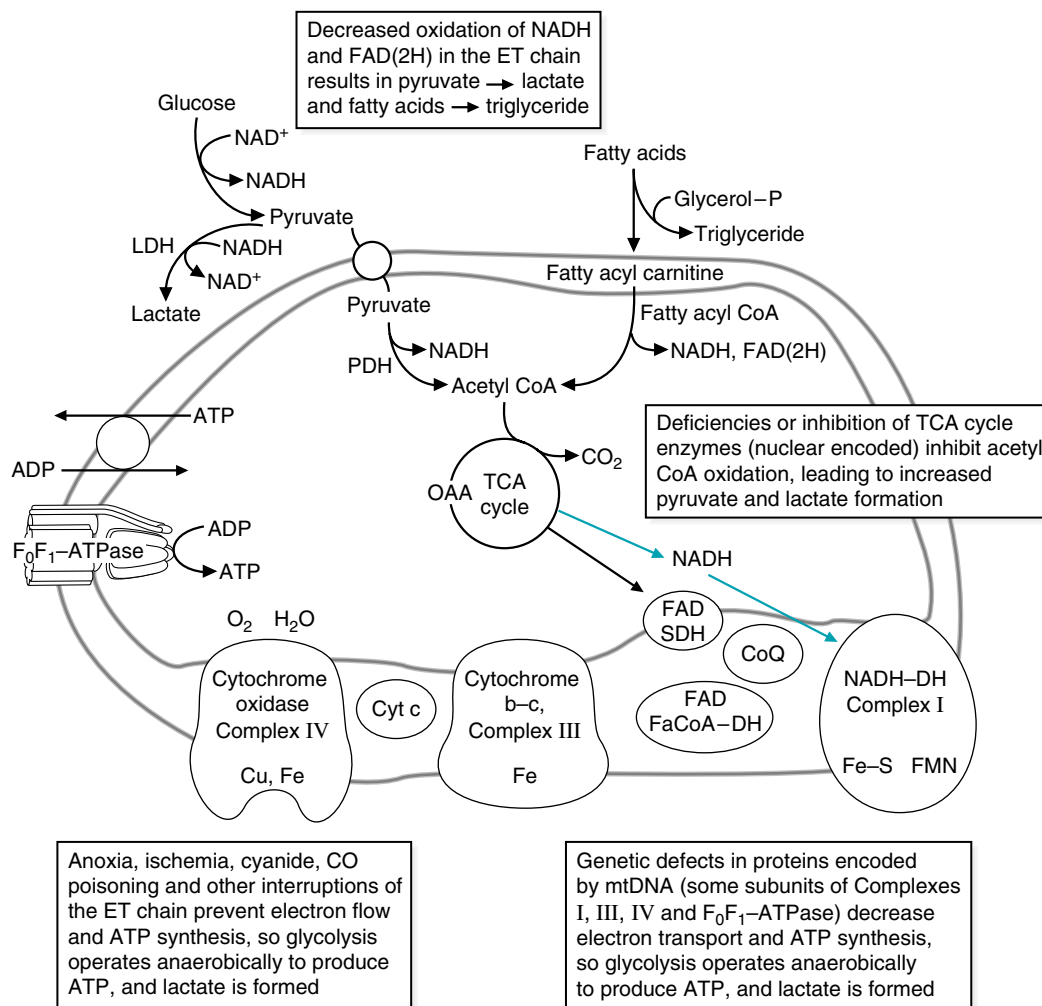 Decreased oxidation of NADH
and FAD(2H) in the ET chain
results in pyruvate → lactate
and fatty acids → triglyceride
Glucose
NAD⁺
NADH
Pyruvate
LDH
NADH
NAD⁺
Lactate
Fatty acids
Glycerol–P
Triglyceride
Fatty acyl carnitine
Pyruvate
Fatty acyl CoA
NADH
NADH, FAD(2H)
PDH
Acetyl CoA
ATP
ADP
CO₂
OAA
TCA
cycle
Deficiencies or inhibition of TCA cycle
enzymes (nuclear encoded) inhibit acetyl
CoA oxidation, leading to increased
pyruvate and lactate formation
F₀F₁–ATPase
ADP
ATP
NADH
O₂ H₂O
FAD
SDH
CoQ
Cytochrome
oxidase
Complex IV
Cu, Fe
Cyt c
Cytochrome
b–c,
Complex III
Fe
FAD
FaCoA–DH
NADH–DH
Complex I
Fe–S FMN
Anoxia, ischemia, cyanide, CO
poisoning and other interruptions of
the ET chain prevent electron flow
and ATP synthesis, so glycolysis
operates anaerobically to produce
ATP, and lactate is formed
Genetic defects in proteins encoded
by mtDNA (some subunits of Complexes
I, III, IV and F₀F₁–ATPase) decrease
electron transport and ATP synthesis,
so glycolysis operates anaerobically
to produce ATP, and lactate is formed